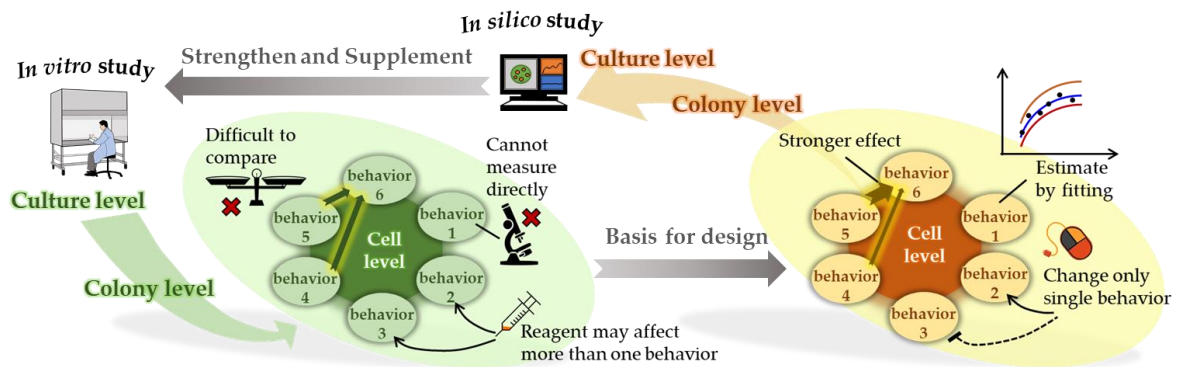 In silico study
Strengthen and Supplement
In vitro study
Culture level
Colony level
Culture level
Colony level
Difficult to
compare
Cannot
measure
directly
behavior
6
behavior
5
behavior
1
Cell
level
behavior
4
behavior
2
behavior
3
Reagent may affect
more than one behavior
Basis for design
Stronger effect
Estimate
by fitting
behavior
6
behavior
5
behavior
1
Cell
level
behavior
4
behavior
2
behavior
3
Change only
single behavior